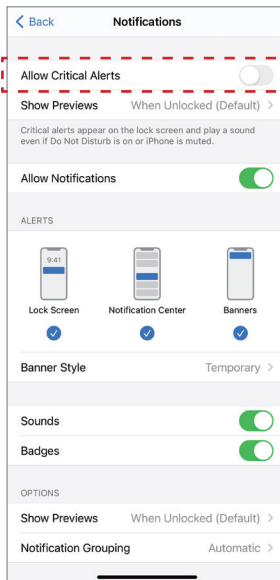 Back Notifications
Allow Critical Alerts
Show Previews When Unlocked (Default)
Critical alerts appear on the lock screen and play a sound
even if Do Not Disturb is on or iPhone is muted.
Allow Notifications
ALERTS
9:41
Lock Screen Notification Center Banners
Banner Style Temporary
Sounds
Badges
OPTIONS
Show Previews When Unlocked (Default)
Notification Grouping Automatic